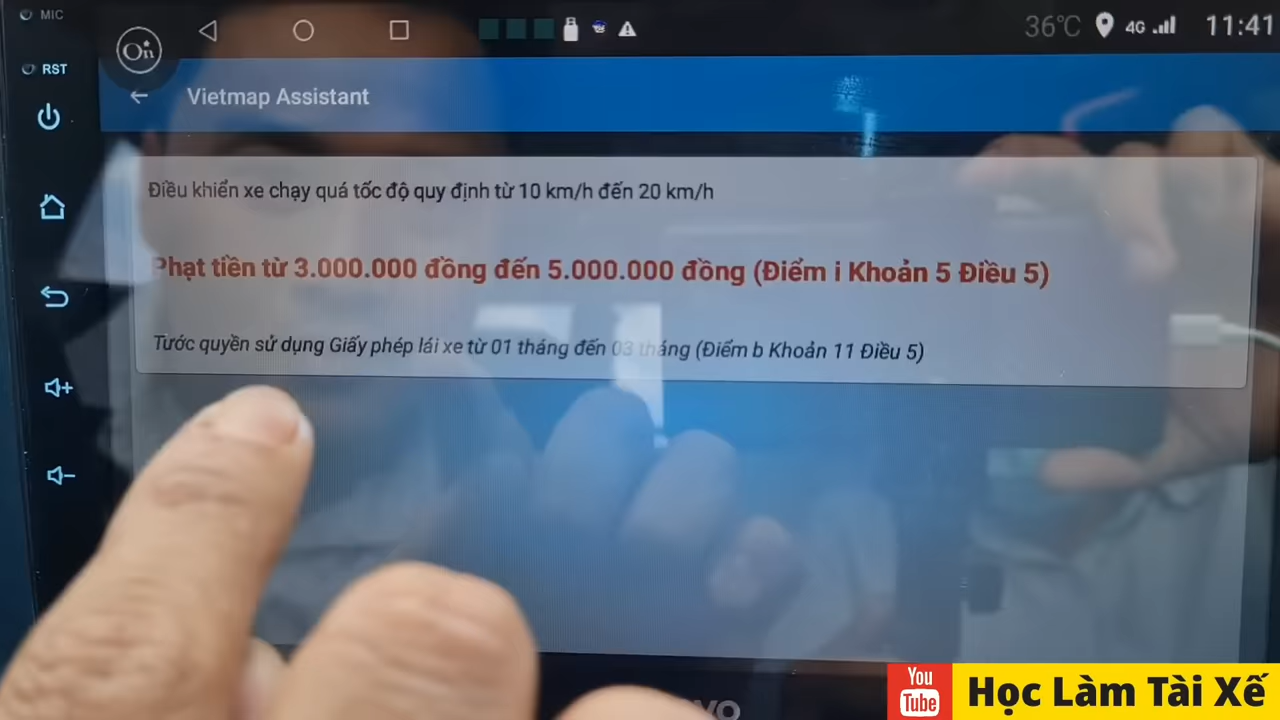 MIC
On
36°C
4G
11:41
RST
Vietmap Assistant
Điều khiển xe chạy quá tốc độ quy định từ 10 km/h đến 20 km/h
Phạt tiền từ 3.000.000 đồng đến 5.000.000 đồng (Điểm i Khoản 5 Điều 5)
Tước quyền sử dụng Giấy phép lái xe từ 01 tháng đến 03 tháng (Điểm b Khoản 11 Điều 5)
You
Tube
Học Làm Tài Xế